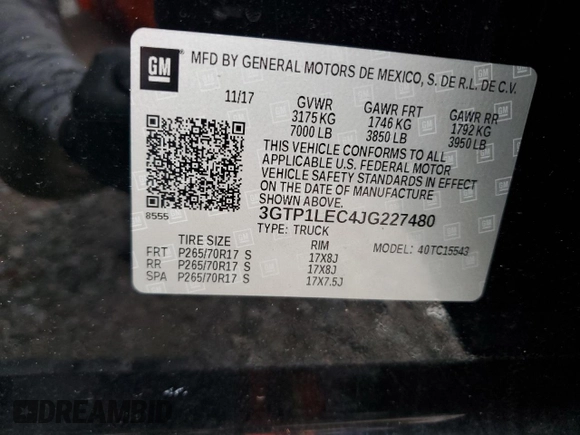 GM
MFD BY GENERAL MOTORS DE MEXICO, S. DE R.L. DE C.V.
11/17 GVWR GAWR FRT GAWR RR
3175 KG 1746 KG 1792 KG
7000 LB 3850 LB 3950 LB
THIS VEHICLE CONFORMS TO ALL
APPLICABLE U.S. FEDERAL MOTOR
VEHICLE SAFETY STANDARDS IN EFFECT
ON THE DATE OF MANUFACTURE
SHOWN ABOVE.
8555 3GTP1LEC4JG227480
TYPE: TRUCK
TIRE SIZE RIM MODEL: 40TC15543
FRT P265/70R17 S 17X8J
RR P265/70R17 S 17X8J
SPA P265/70R17 S 17X7.5J
DREAMBID